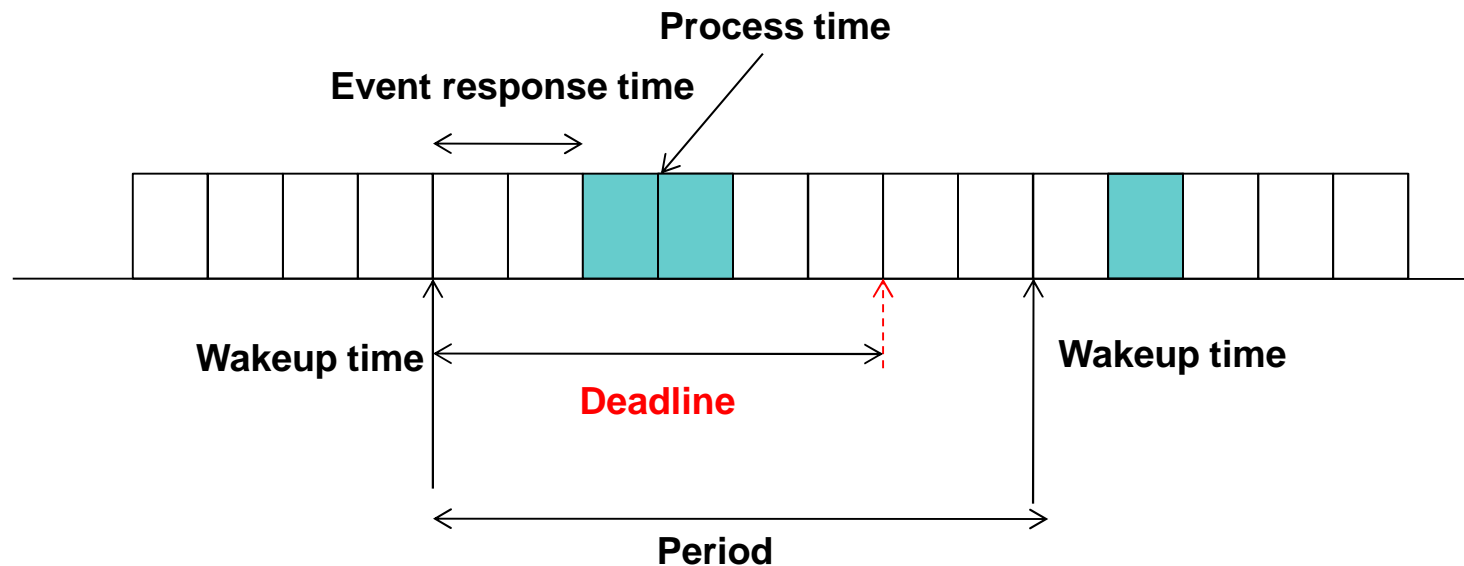 Process time
Event response time
Wakeup time
Wakeup time
Deadline
Period